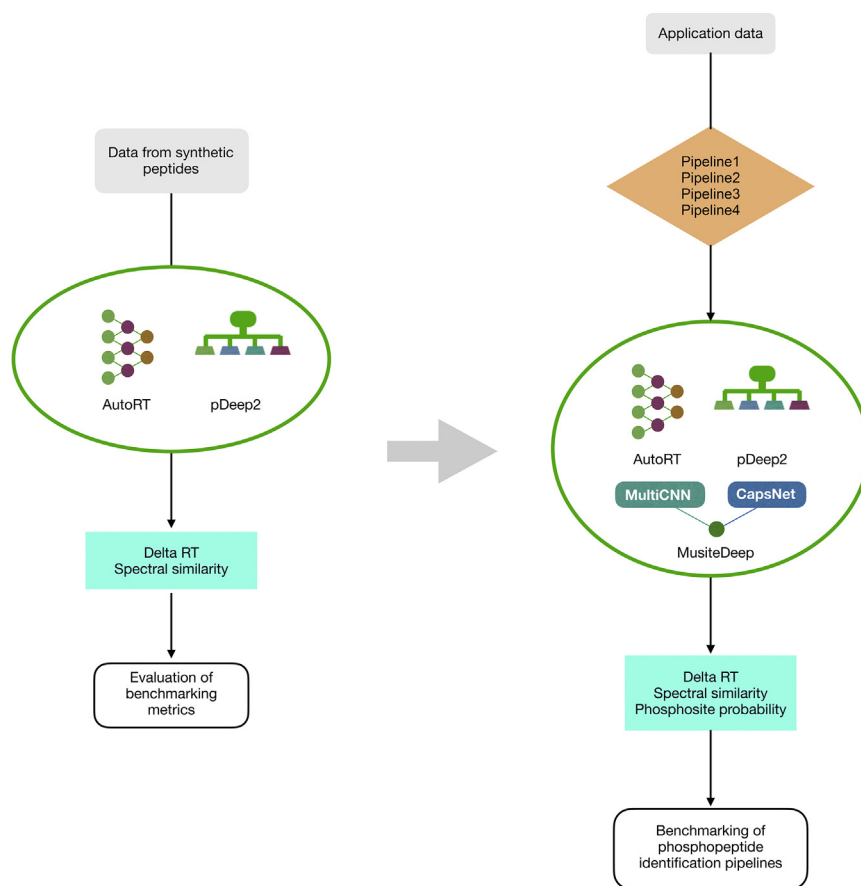 Data from synthetic
peptides
AutoRT
pDeep2
Delta RT
Spectral similarity
Evaluation of
benchmarking
metrics
Application data
Pipeline1
Pipeline2
Pipeline3
Pipeline4
AutoRT
pDeep2
MultiCNN
CapsNet
MusiteDeep
Delta RT
Spectral similarity
Phosphosite probability
Benchmarking of
phosphopeptide
identification pipelines